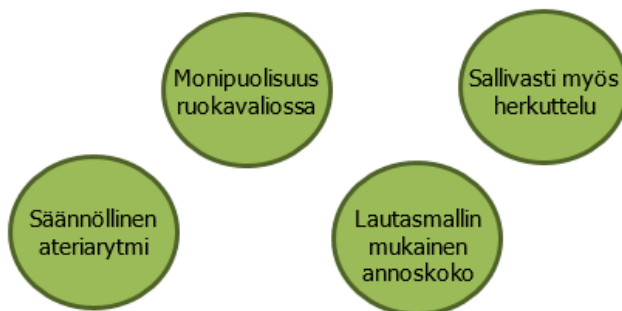 Monipuolisuus
ruokavaliossa
Sallivasti myös
herkuttelu
Säännöllinen
ateriarytmi
Lautasmallin
mukainen
annoskoko